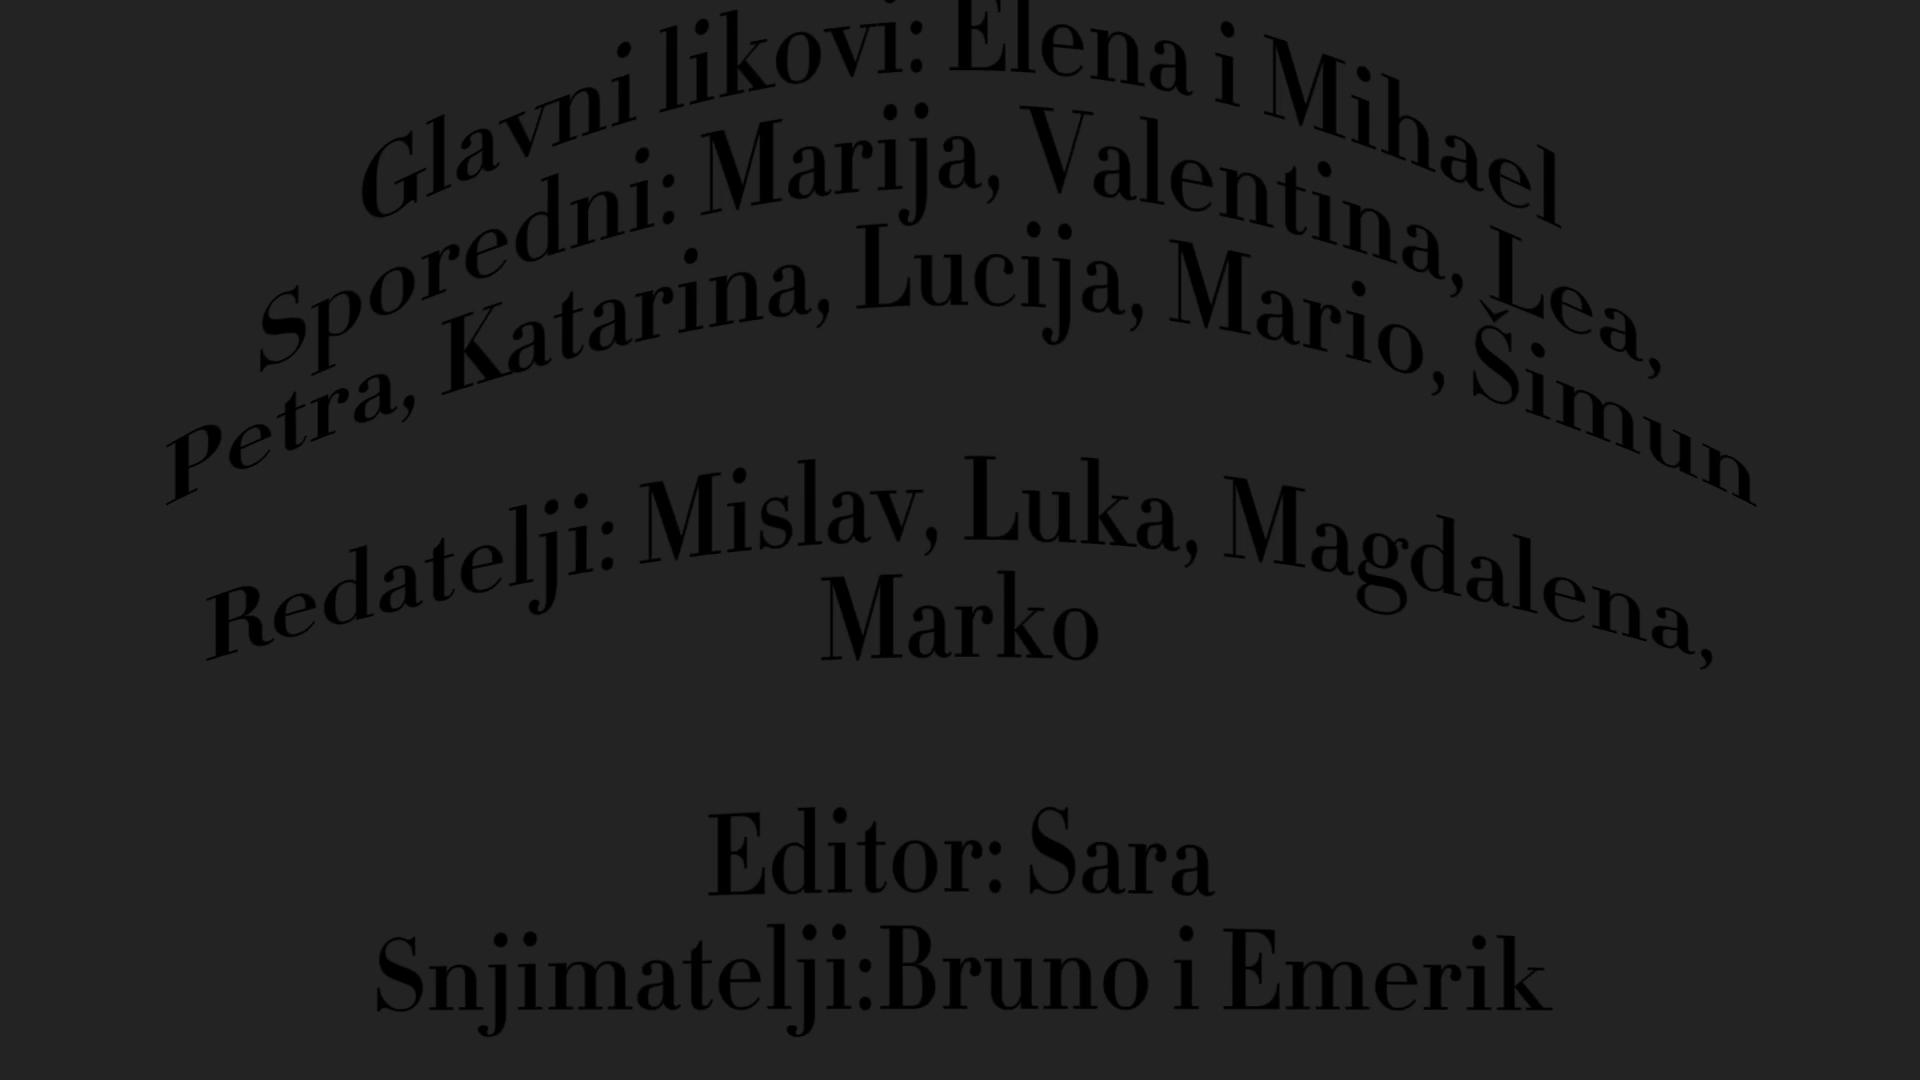 Glavni likovi: Elena i Mihael
Sporedni: Marija, Valentina, Lea,
Petra, Katarina, Lucija, Mario, Šimun
Redatelji: Mislav, Luka, Magdalena,
Marko
Editor: Sara
Snjimatelji:Bruno i Emerik